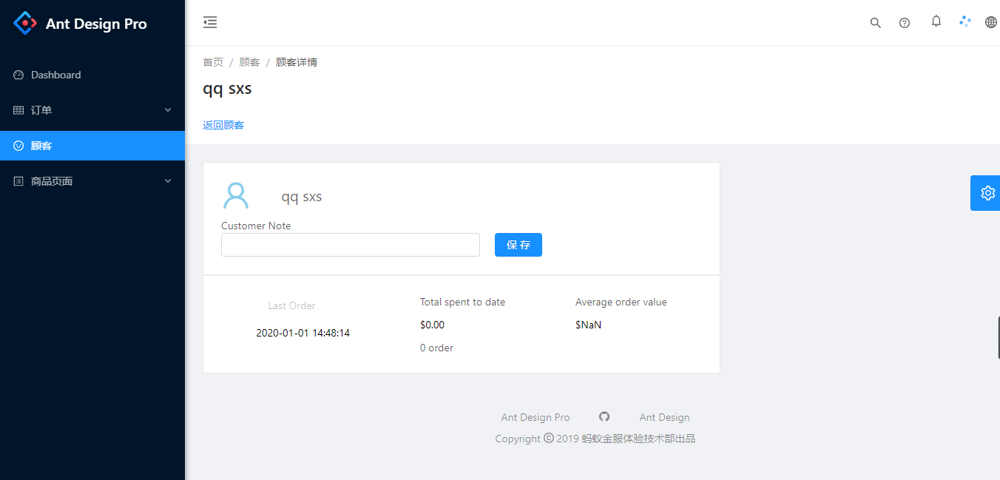 Ant Design Pro
Dashboard
订单
顾客
商品页面
首页 / 顾客 / 顾客详情
qq sxs
返回顾客
qq sxs
Customer Note
保 存
Last Order
2020-01-01 14:48:14
Total spent to date
$0.00
0 order
Average order value
$NaN
Ant Design Pro
Ant Design
Copyright © 2019 蚂蚁金服体验技术部出品